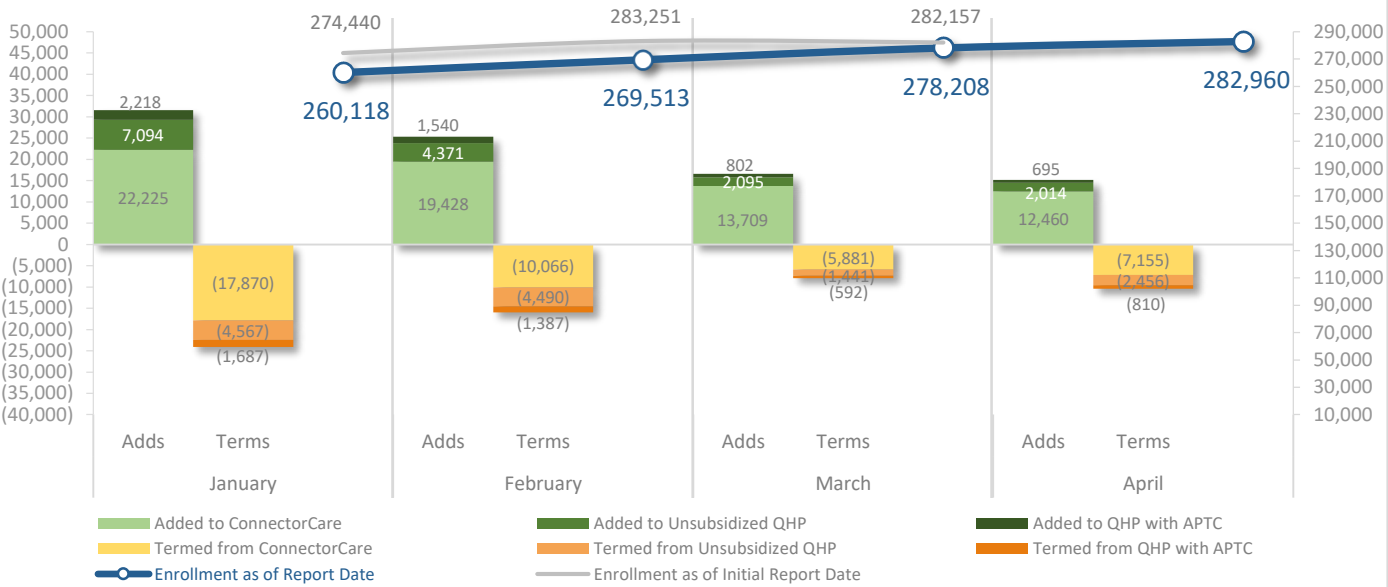 274,440 283,251 282,157
50,000 290,000
45,000 270,000
40,000 250,000
35,000 260,118 269,513 278,208 282,960 230,000
30,000 2,218 210,000
25,000 7,094 1,540 190,000
20,000 4,371 802 695 170,000
15,000 22,225 19,428 2,095 2,014 150,000
10,000 13,709 12,460
5,000
0 130,000
(5,000) (5,881) (7,155) 110,000
(10,000) (17,870) (10,066) (1,441) (2,456) 90,000
(15,000) (4,490) (592) (810)
(20,000) (4,567) (1,387) 70,000
(25,000) (1,687) 50,000
(30,000)
(35,000) 30,000
(40,000) 10,000
Adds Terms Adds Terms Adds Terms Adds Terms
January February March April
Added to ConnectorCare Added to Unsubsidized QHP Added to QHP with APTC
Termed from ConnectorCare Termed from Unsubsidized QHP Termed from QHP with APTC
Enrollment as of Report Date Enrollment as of Initial Report Date